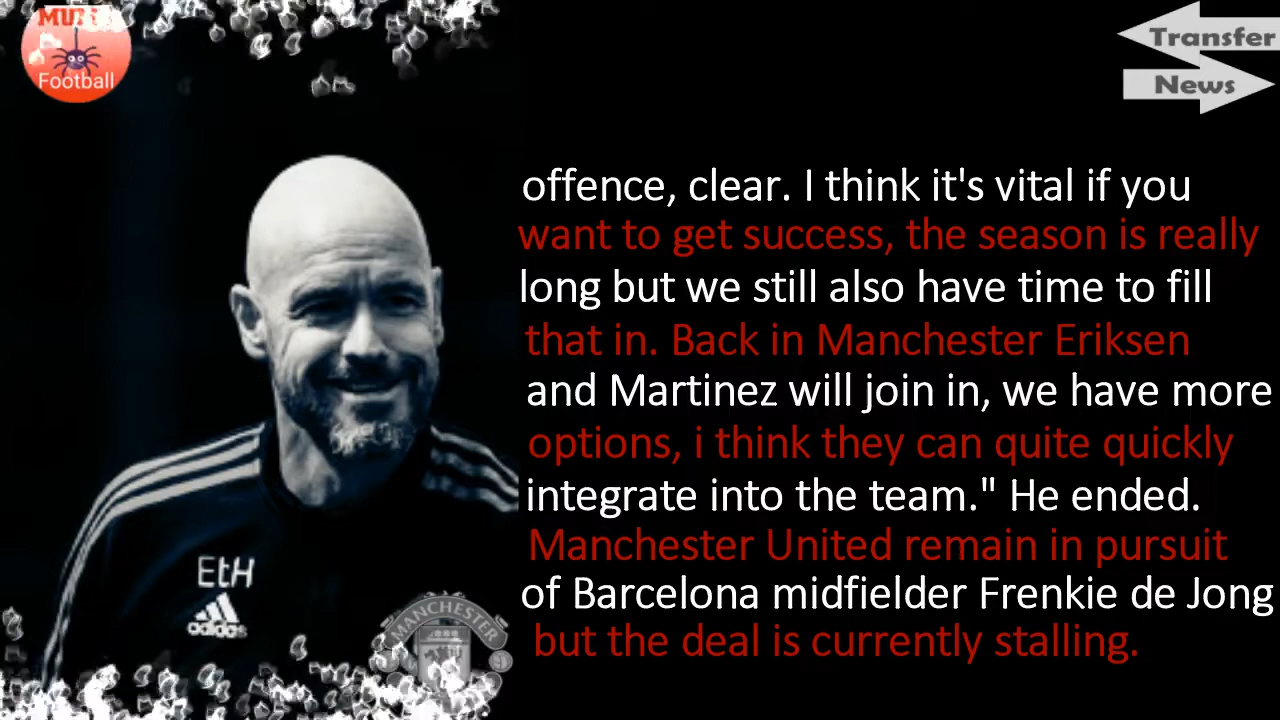 Football
Transfer
News
offence, clear. I think it's vital if you
want to get success, the season is really
long but we still also have time to fill
that in. Back in Manchester Eriksen
and Martinez will join in, we have more
options, i think they can quite quickly
integrate into the team." He ended.
Manchester United remain in pursuit
of Barcelona midfielder Frenkie de Jong
but the deal is currently stalling.
EtH
adidas
MANCHESTER